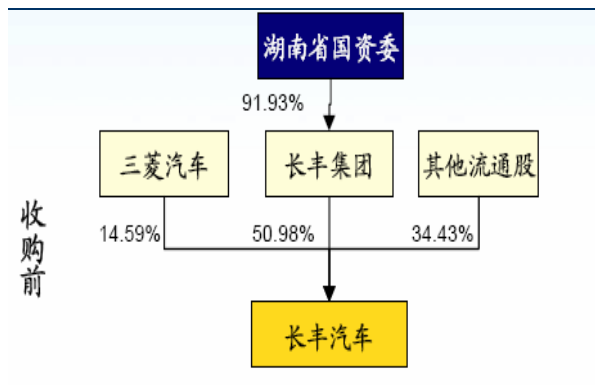 湖南省国资委
91.93%
三菱汽车
长丰集团
其他流通股
收购前
14.59%
50.98%
34.43%
长丰汽车